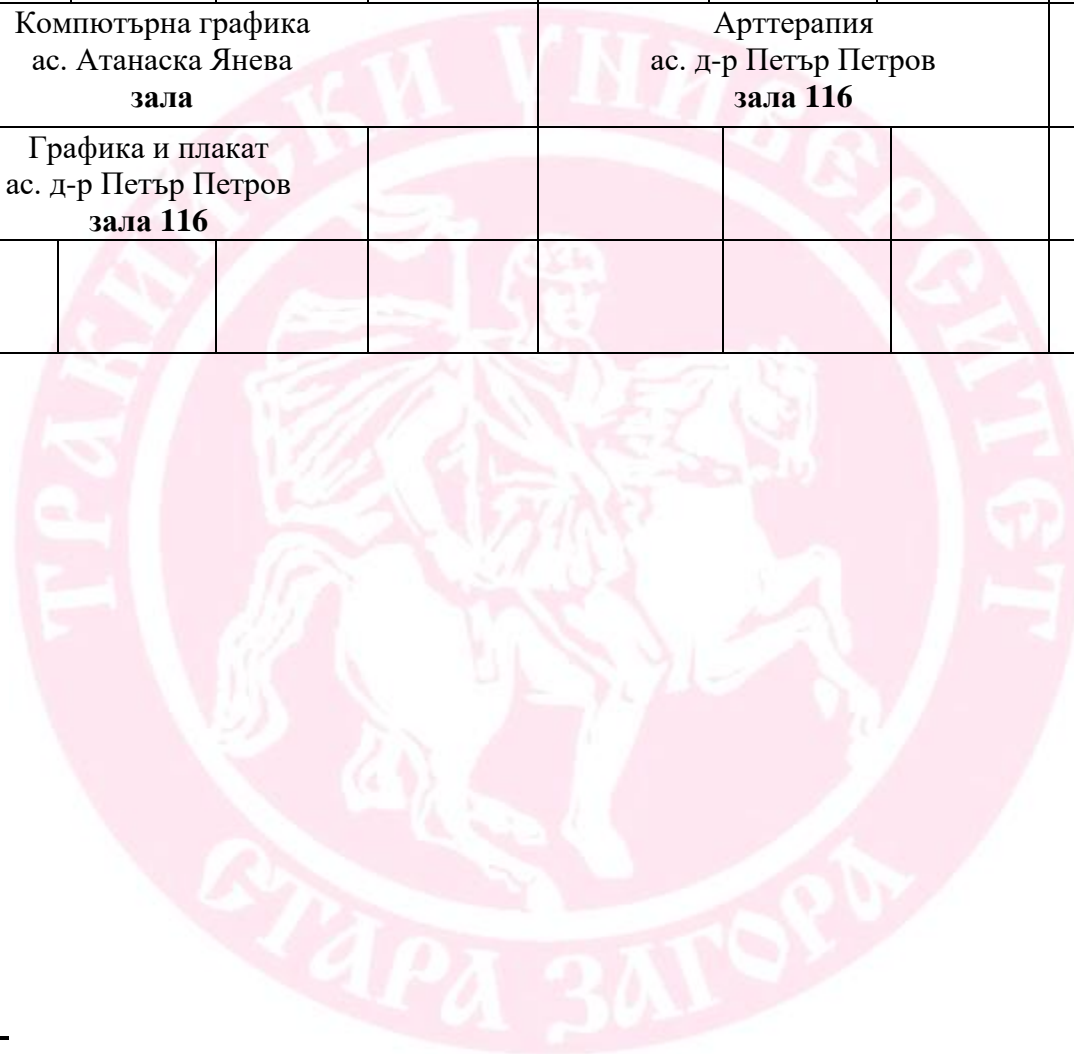 Компютърна графика
ас. Атанаска Янева
зала
Арттерапия
ас. д-р Петър Петров
зала 116
Графика и плакат
ас. д-р Петър Петров
зала 116
ТРАКИЙСКИ УНИВЕРСИТЕТ
СТАРА ЗАГОРА